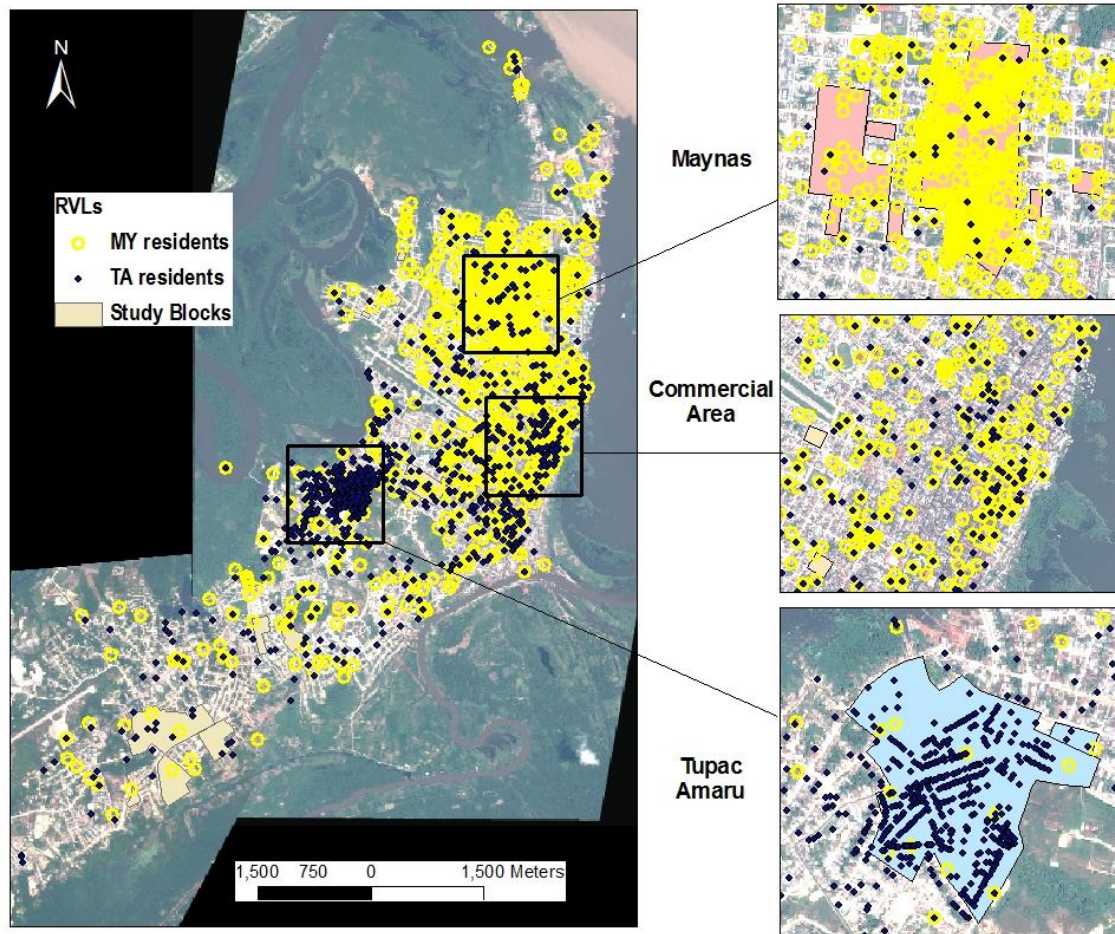 N
RVLs
MY residents
TA residents
Study Blocks
1,500 750 0 1,500 Meters
Maynas
Commercial
Area
Tupac
Amaru